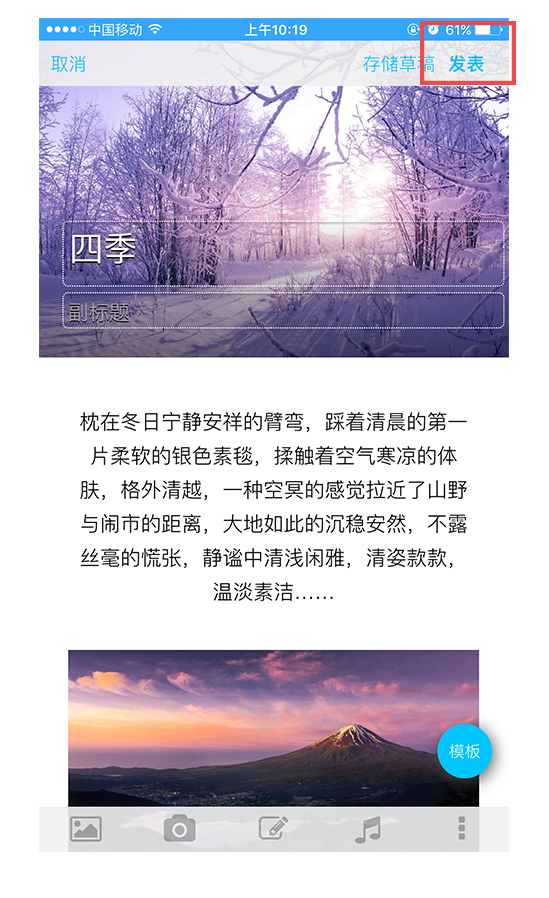 中国移动 上午10:19 61%
取消 存储草稿 发表
四季
副标题
枕在冬日宁静安祥的臂弯，踩着清晨的第一
片柔软的银色素毯，揉触着空气寒凉的体
肤，格外清越，一种空冥的感觉拉近了山野
与闹市的距离，大地如此的沉稳安然，不露
丝毫的慌张，静谧中清浅闲雅，清姿款款，
温淡素洁……
模板